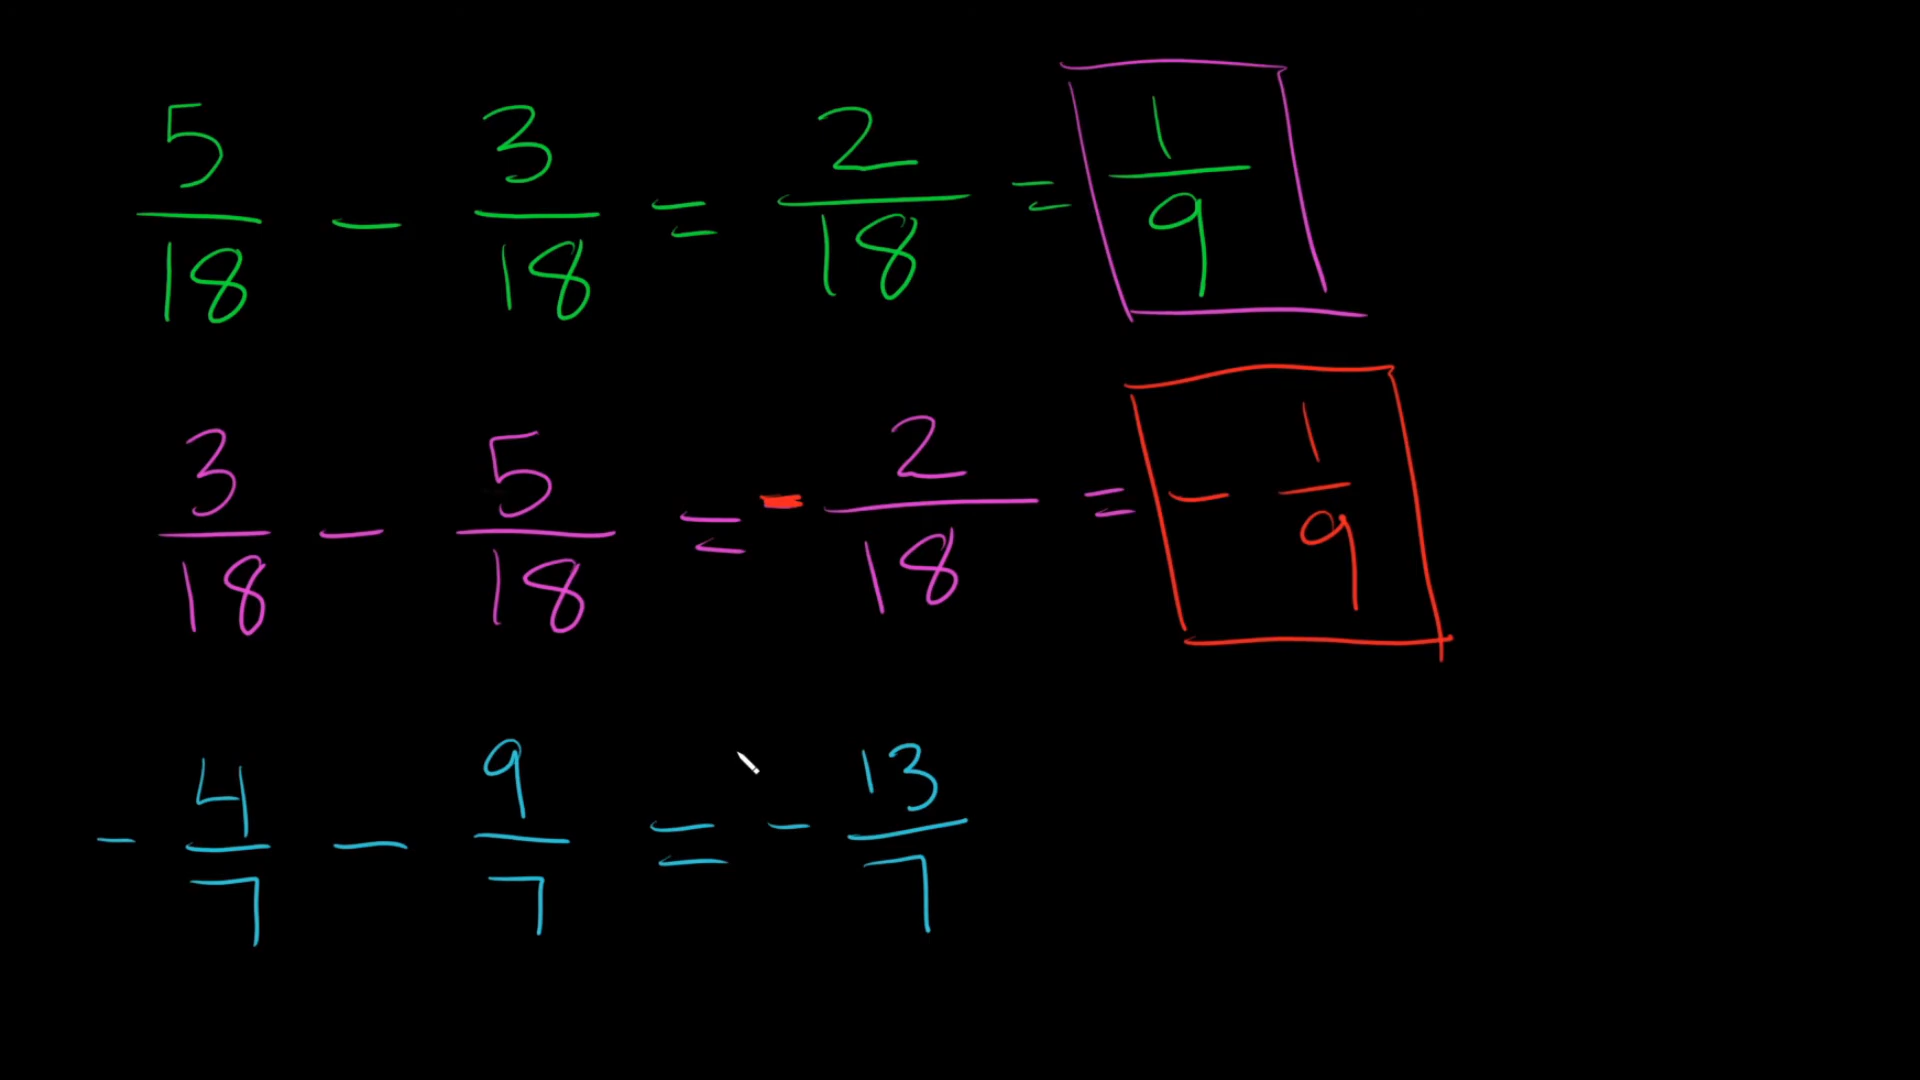 5/18 - 3/18 = 2/18 = 1/9
3/18 - 5/18 = - 2/18 = - 1/9
- 4/7 - 9/7 = - 13/7